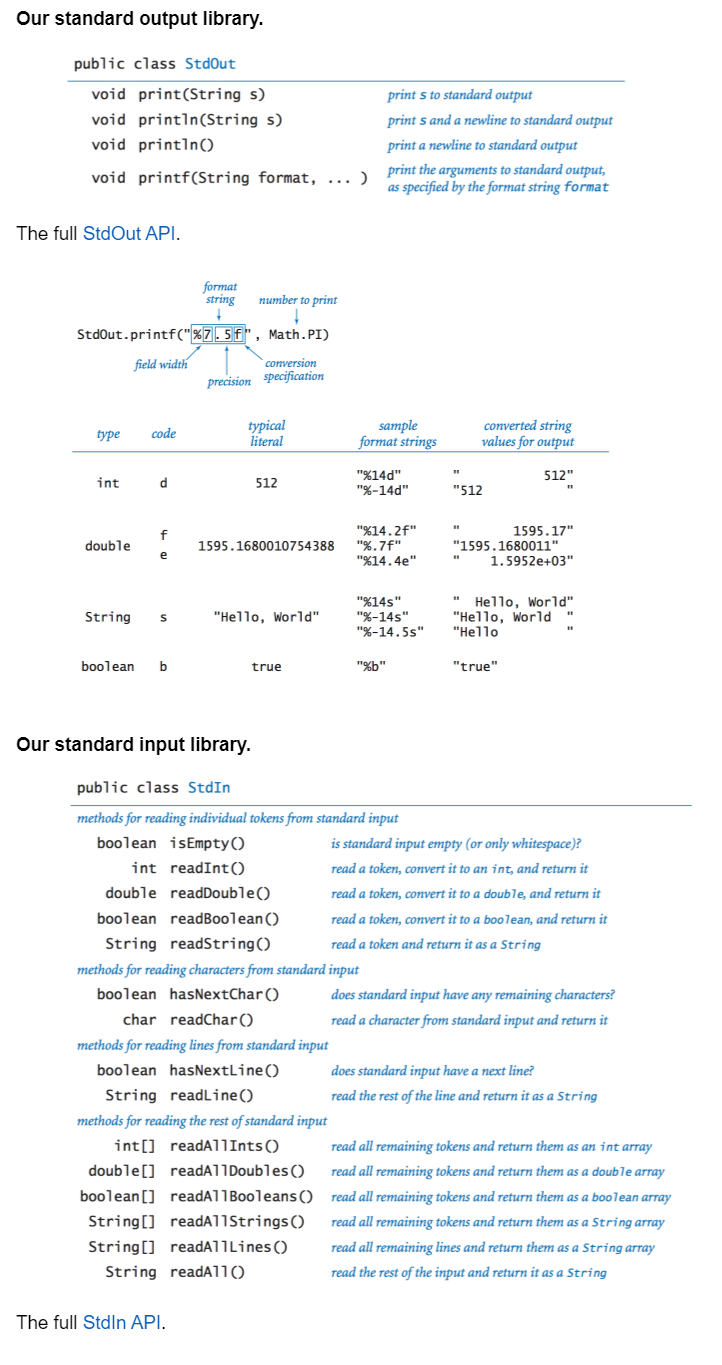 Our standard output library.
public class StdOut
void print(String s) print s to standard output
void println(String s) print s and a newline to standard output
void println() print a newline to standard output
void printf(String format, ... ) print the arguments to standard output,
as specified by the format string format
The full StdOut API.
format
string number to print
StdOut.printf("%7.5f", Math.PI)
field width conversion
precision specification
type code typical
literal sample
format strings converted string
values for output
int d 512 "%14d" "           512"
"%-14d" "512           "
double f
e 1595.1680010754388 "%14.2f" "       1595.17"
"%.7f" "1595.1680011"
"%14.4e" "    1.5952e+03"
String s "Hello, World" "%14s" "  Hello, World"
"%-14s" "Hello, World  "
"%-14.5s" "Hello         "
boolean b true "%b" "true"
Our standard input library.
public class StdIn
methods for reading individual tokens from standard input
boolean isEmpty() is standard input empty (or only whitespace)?
int readInt() read a token, convert it to an int, and return it
double readDouble() read a token, convert it to a double, and return it
boolean readBoolean() read a token, convert it to a boolean, and return it
String readString() read a token and return it as a String
methods for reading characters from standard input
boolean hasNextChar() does standard input have any remaining characters?
char readChar() read a character from standard input and return it
methods for reading lines from standard input
boolean hasNextLine() does standard input have a next line?
String readLine() read the rest of the line and return it as a String
methods for reading the rest of standard input
int[] readAllInts() read all remaining tokens and return them as an int array
double[] readAllDoubles() read all remaining tokens and return them as a double array
boolean[] readAllBooleans() read all remaining tokens and return them as a boolean array
String[] readAllStrings() read all remaining tokens and return them as a String array
String[] readAllLines() read all remaining lines and return them as a String array
String readAll() read the rest of the input and return it as a String
The full StdIn API.